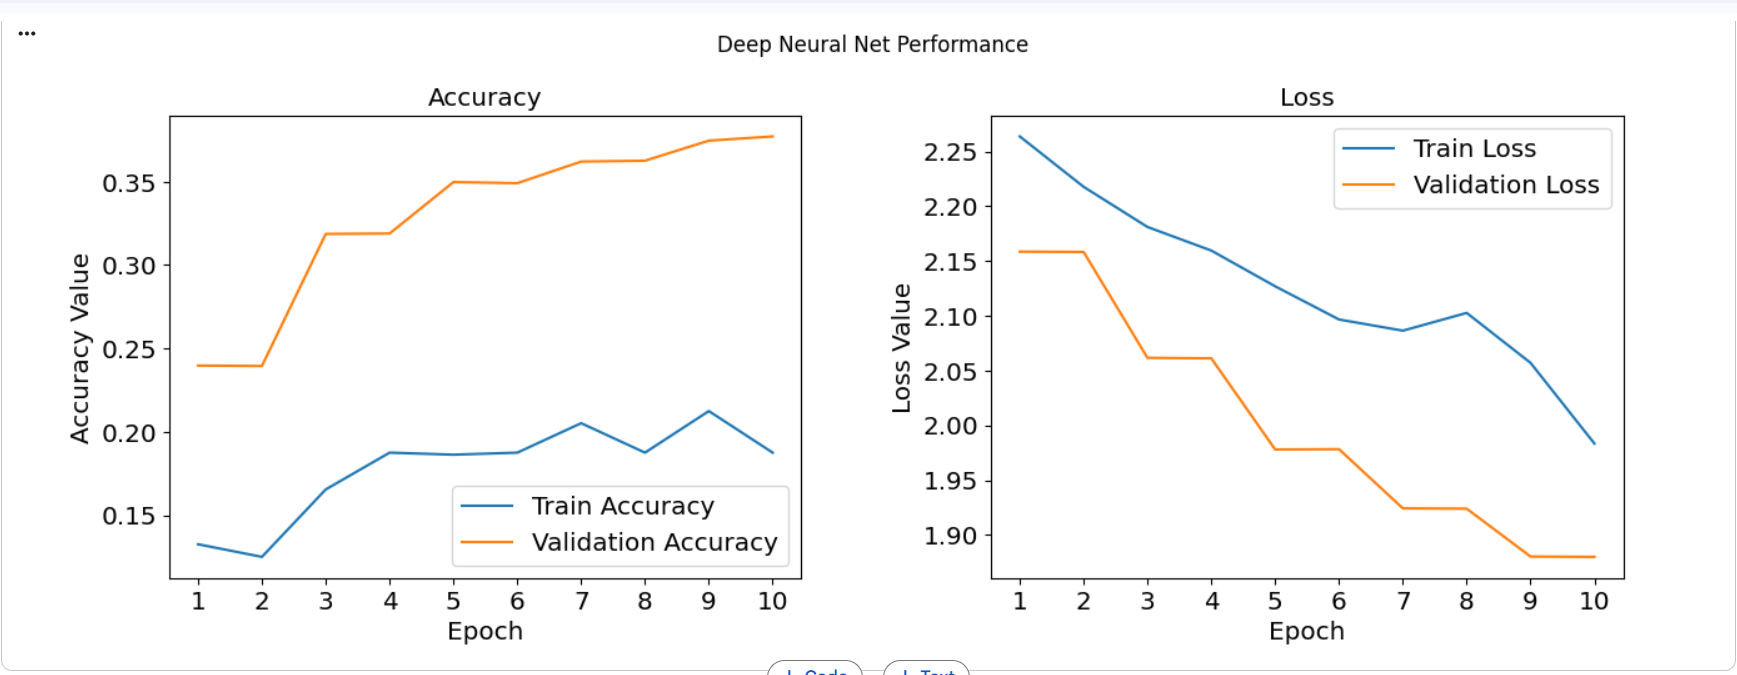 ...
Deep Neural Net Performance
Accuracy
Accuracy Value
0.35
0.30
0.25
0.20
0.15
Train Accuracy
Validation Accuracy
1 2 3 4 5 6 7 8 9 10
Epoch
Loss
Loss Value
2.25
2.20
2.15
2.10
2.05
2.00
1.95
1.90
Train Loss
Validation Loss
1 2 3 4 5 6 7 8 9 10
Epoch
+ Code
+ Text